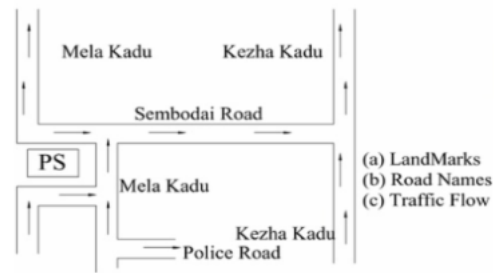 Mela Kadu
Kezha Kadu
Sembodai Road
PS
(a) LandMarks
(b) Road Names
(c) Traffic Flow
Mela Kadu
Kezha Kadu
Police Road